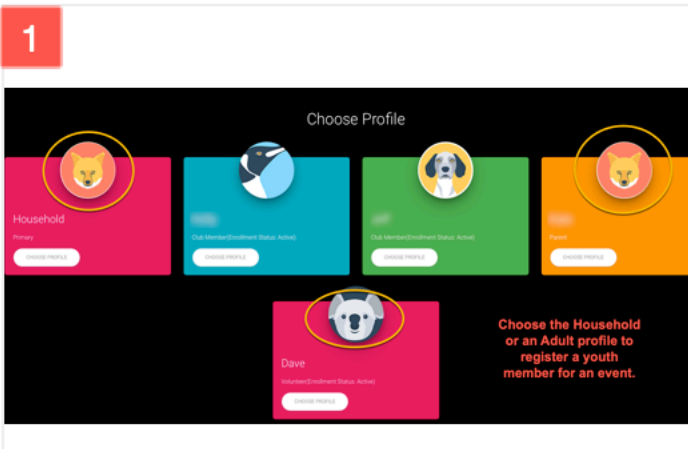 1
Choose Profile
Household
Primary
CHOOSE PROFILE
Club Member(Enrollment Status: Active)
CHOOSE PROFILE
Club Member(Enrollment Status: Active)
CHOOSE PROFILE
Parent
CHOOSE PROFILE
Dave
Volunteer(Enrollment Status: Active)
CHOOSE PROFILE
Choose the Household
or an Adult profile to
register a youth
member for an event.